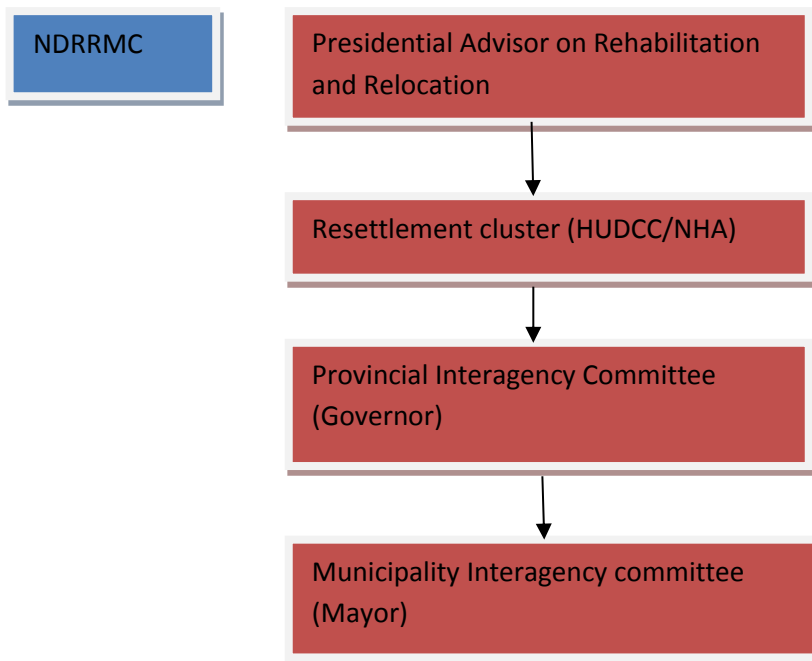 NDRRMC
Presidential Advisor on Rehabilitation
and Relocation
Resettlement cluster (HUDCC/NHA)
Provincial Interagency Committee
(Governor)
Municipality Interagency committee
(Mayor)